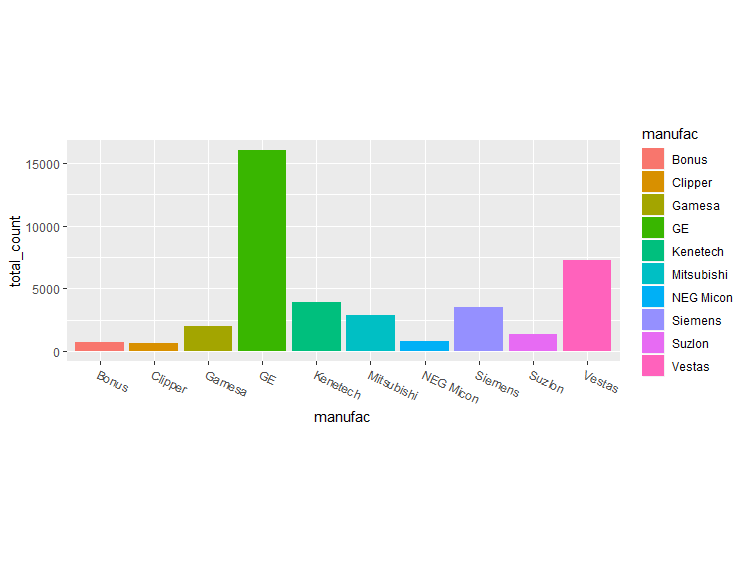 total_count
15000
10000
5000
0
Bonus
Clipper
Gamesa
GE
Kenetech
Mitsubishi
NEG Micon
Siemens
Suzlon
Vestas
manufac
manufac
Bonus
Clipper
Gamesa
GE
Kenetech
Mitsubishi
NEG Micon
Siemens
Suzlon
Vestas